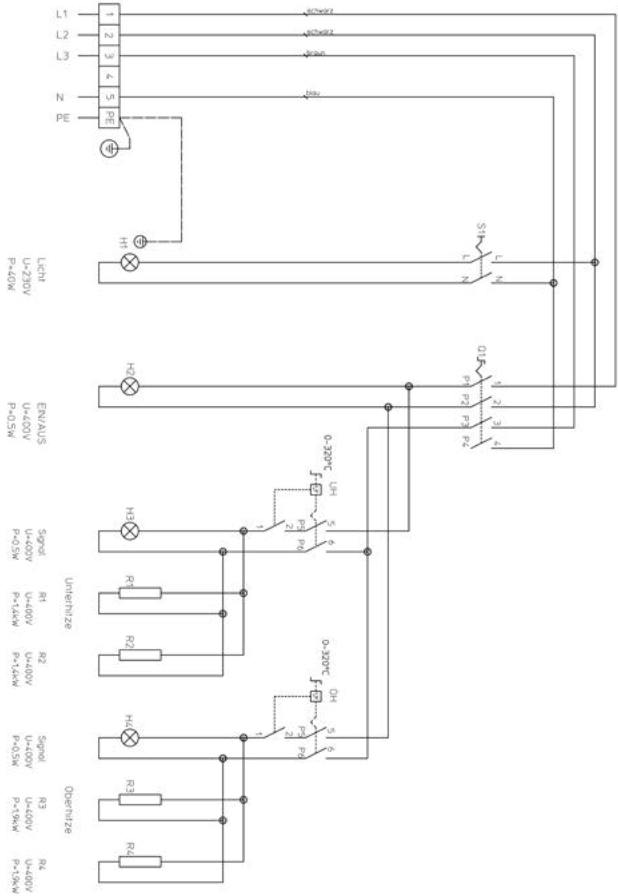 L1
1
schwarz
L2
2
schwarz
L3
3
braun
4
N
5
blau
PE
PE
S1
L
L
N
N
H1
Licht
U=230V
P=40W
Q1
P1
1
P2
2
P3
3
P4
4
H2
EIN/AUS
U=400V
P=0,5W
0-320°C
UH
1
2
P5
5
P6
6
H3
Signal
U=400V
P=0,5W
Unterhitze
R1
R1
U=400V
P=1,4kW
R2
R2
U=400V
P=1,4kW
0-320°C
OH
1
2
P5
5
P6
6
H4
Signal
U=400V
P=0,5W
Oberhitze
R3
R3
U=400V
P=1,9kW
R4
R4
U=400V
P=1,9kW